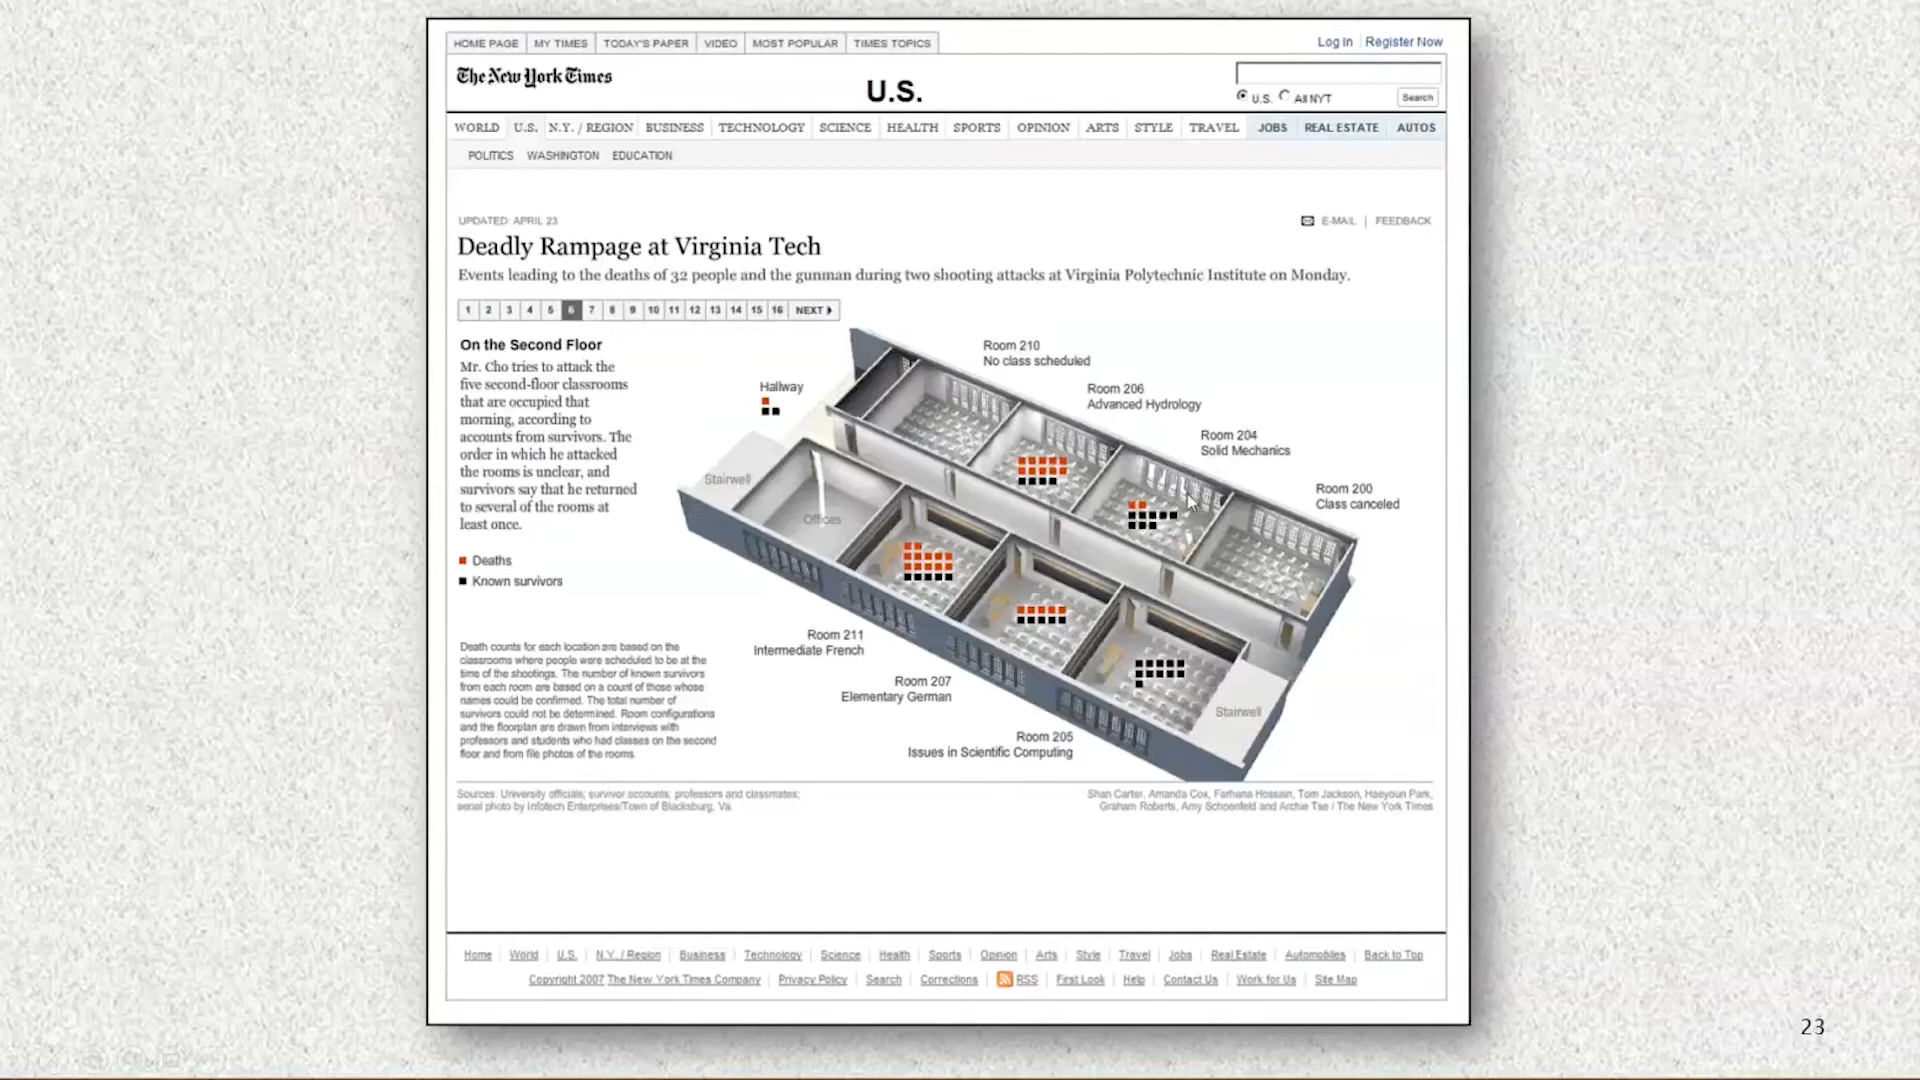 HOME PAGE MY TIMES TODAY'S PAPER VIDEO MOST POPULAR TIMES TOPICS
Log In Register Now
The New York Times
U.S.
U.S. All NYT Search
WORLD U.S. N.Y. / REGION BUSINESS TECHNOLOGY SCIENCE HEALTH SPORTS OPINION ARTS STYLE TRAVEL JOBS REAL ESTATE AUTOS
POLITICS WASHINGTON EDUCATION
UPDATED: APRIL 23
E-MAIL | FEEDBACK
Deadly Rampage at Virginia Tech
Events leading to the deaths of 32 people and the gunman during two shooting attacks at Virginia Polytechnic Institute on Monday.
1 2 3 4 5 6 7 8 9 10 11 12 13 14 15 16 NEXT
On the Second Floor
Mr. Cho tries to attack the
five second-floor classrooms
that are occupied that
morning, according to
accounts from survivors. The
order in which he attacked
the rooms is unclear, and
survivors say that he returned
to several of the rooms at
least once.
Deaths
Known survivors
Death counts for each location are based on the
classrooms where people were scheduled to be at the
time of the shootings. The number of known survivors
from each room are based on a count of those whose
names could be confirmed. The total number of
survivors could not be determined. Room configurations
and the floorplan are drawn from interviews with
professors and students who had classes on the second
floor and from file photos of the rooms.
Hallway
Room 210
No class scheduled
Room 206
Advanced Hydrology
Room 204
Solid Mechanics
Room 200
Class canceled
Stairwell
Offices
Room 211
Intermediate French
Room 207
Elementary German
Room 205
Issues in Scientific Computing
Stairwell
Sources: University officials; survivor accounts; professors and classmates;
aerial photo by Infotech Enterprises/Town of Blacksburg, Va.
Shan Carter, Amanda Cox, Farhana Hossain, Tom Jackson, Haeyoun Park,
Graham Roberts, Amy Schoenfeld and Archie Tse / The New York Times
Home World U.S. N.Y. / Region Business Technology Science Health Sports Opinion Arts Style Travel Jobs Real Estate Automobiles Back to Top
Copyright 2007 The New York Times Company Privacy Policy Search Corrections RSS First Look Help Contact Us Work for Us Site Map
23